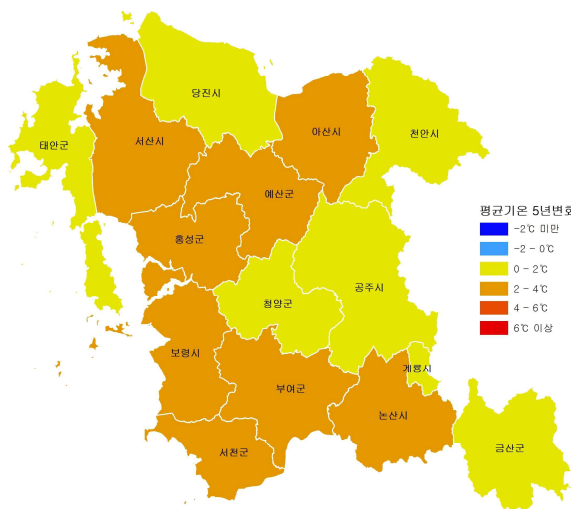 당진시
태안군
서산시
아산시
천안시
예산군
홍성군
청양군
공주시
보령시
부여군
계룡시
논산시
서천군
금산군
평균기온 5년변화
-2℃ 미만
-2 - 0℃
0 - 2℃
2 - 4℃
4 - 6℃
6℃ 이상